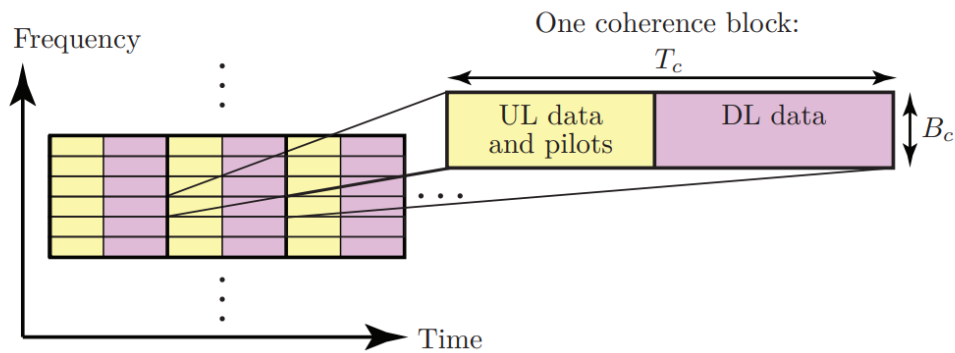 One coherence block:
Frequency
T_c
UL data
and pilots
DL data
B_c
Time